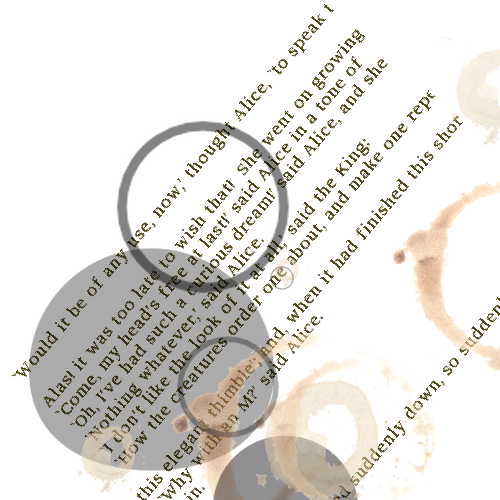 'Would it be of any use, now,' thought Alice, 'to speak t
Alas! it was too late to wish that! She went on growing
'Come, my head's free at last!' said Alice in a tone of
'Oh, I've had such a curious dream!' said Alice, and she
'Nothing whatever,' said Alice.
'I don't like the look of it at all,' said the King:
'How the creatures order one about, and make one repe
this elegant thimble'; and, when it had finished this shor
'Why with an M?' said Alice.
in.
suddenly down, so sudden